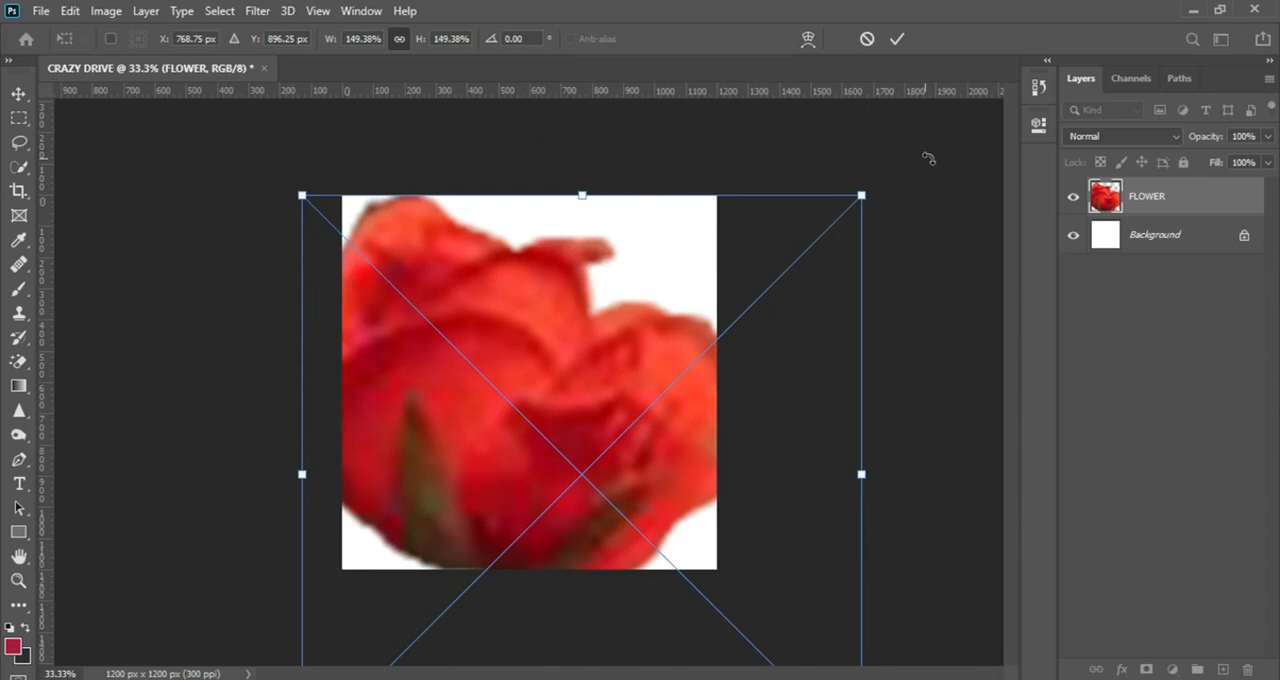 Ps File Edit Image Layer Type Select Filter 3D View Window Help
X: 768.75 px Y: 896.25 px W: 149.38% H: 149.38% 0.00 ° Anti-alias
CRAZY DRIVE @ 33.3% (FLOWER, RGB/8) * ×
Layers Channels Paths
900 800 700 600 500 400 300 200 100 0 100 200 300 400 500 600 700 800 900 1000 1100 1200 1300 1400 1500 1600 1700 1800 1900 2000
Kind
Normal Opacity: 100%
Lock: Fill: 100%
FLOWER
Background
33.33% 1200 px x 1200 px (300 ppi)